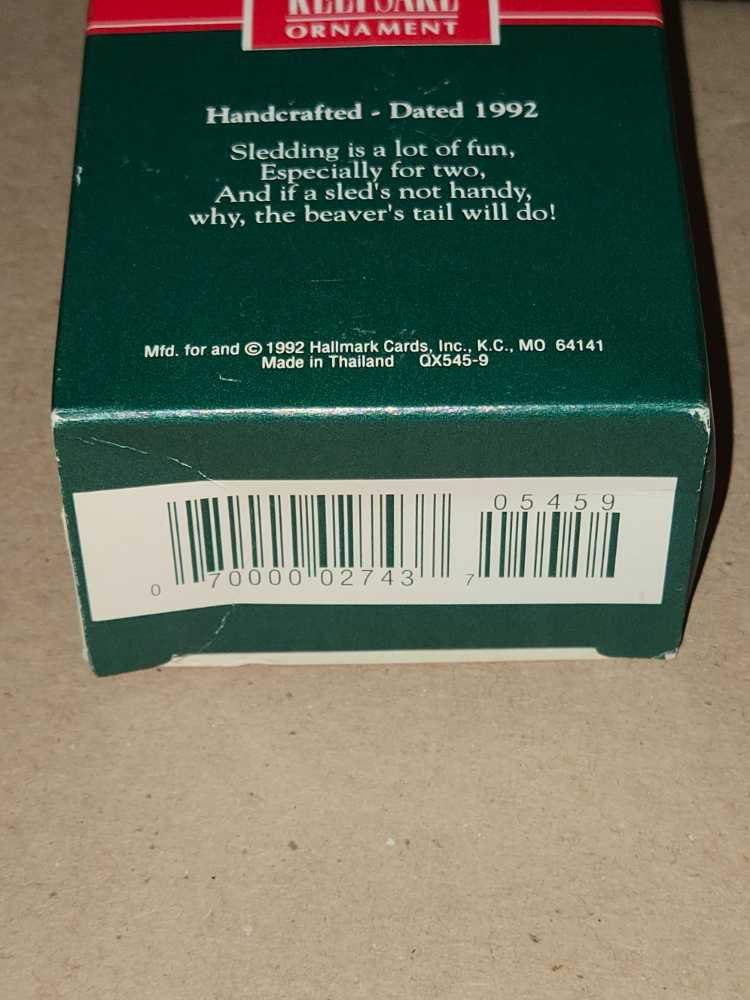 KEEPSAKE
ORNAMENT
Handcrafted - Dated 1992
Sledding is a lot of fun,
Especially for two,
And if a sled's not handy,
why, the beaver's tail will do!
Mfd. for and © 1992 Hallmark Cards, Inc., K.C., MO 64141
Made in Thailand QX545-9
05459
0 70000 02743 7